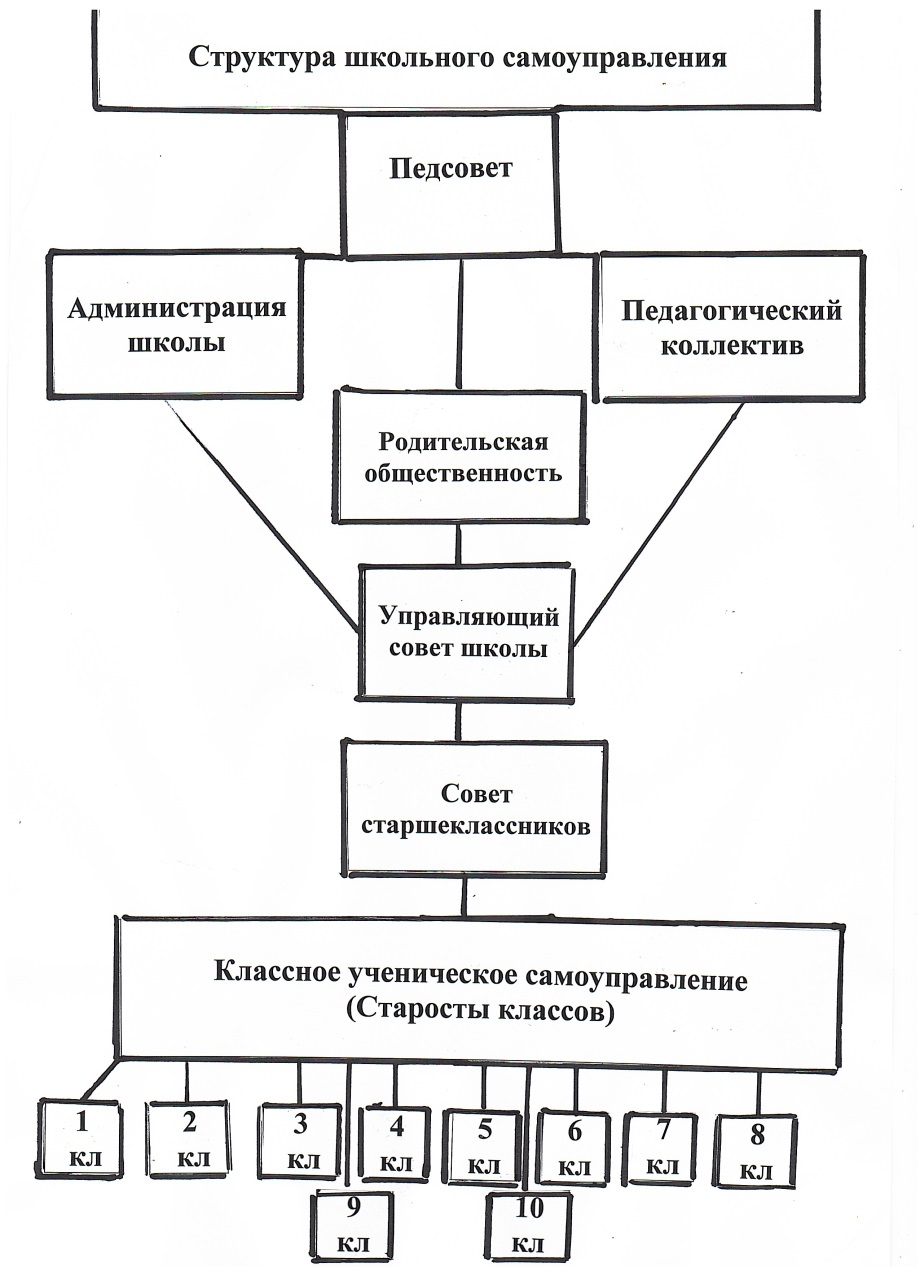 Структура школьного самоуправления
Педсовет
Администрация
школы
Педагогический
коллектив
Родительская
общественность
Управляющий
совет школы
Совет
старшеклассников
Классное ученическое самоуправление
(Старосты классов)
1
кл
2
кл
3
кл
4
кл
5
кл
6
кл
7
кл
8
кл
9
кл
10
кл